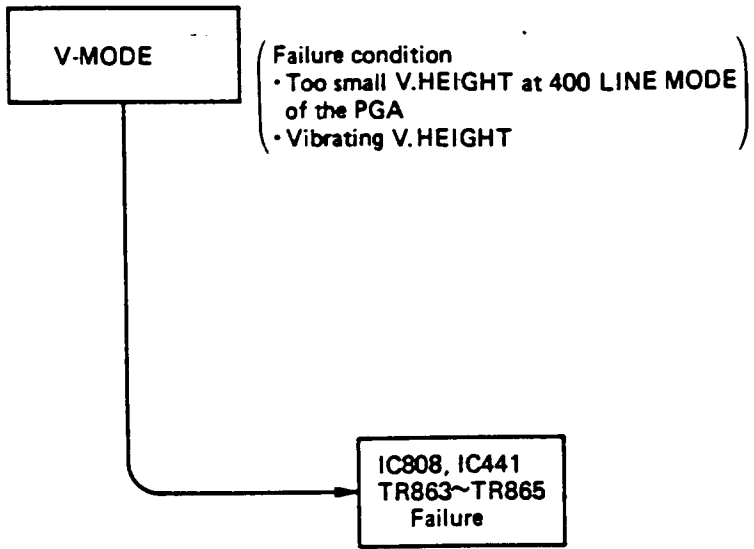 V-MODE
Failure condition
· Too small V.HEIGHT at 400 LINE MODE
of the PGA
· Vibrating V.HEIGHT
IC808, IC441
TR863~TR865
Failure